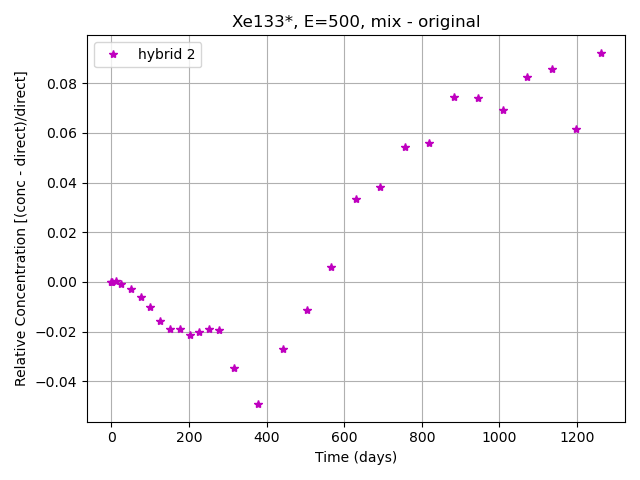 Xe133*, E=500, mix - original
hybrid 2
Relative Concentration [(conc - direct)/direct]
0.08
0.06
0.04
0.02
0.00
−0.02
−0.04
0 200 400 600 800 1000 1200
Time (days)